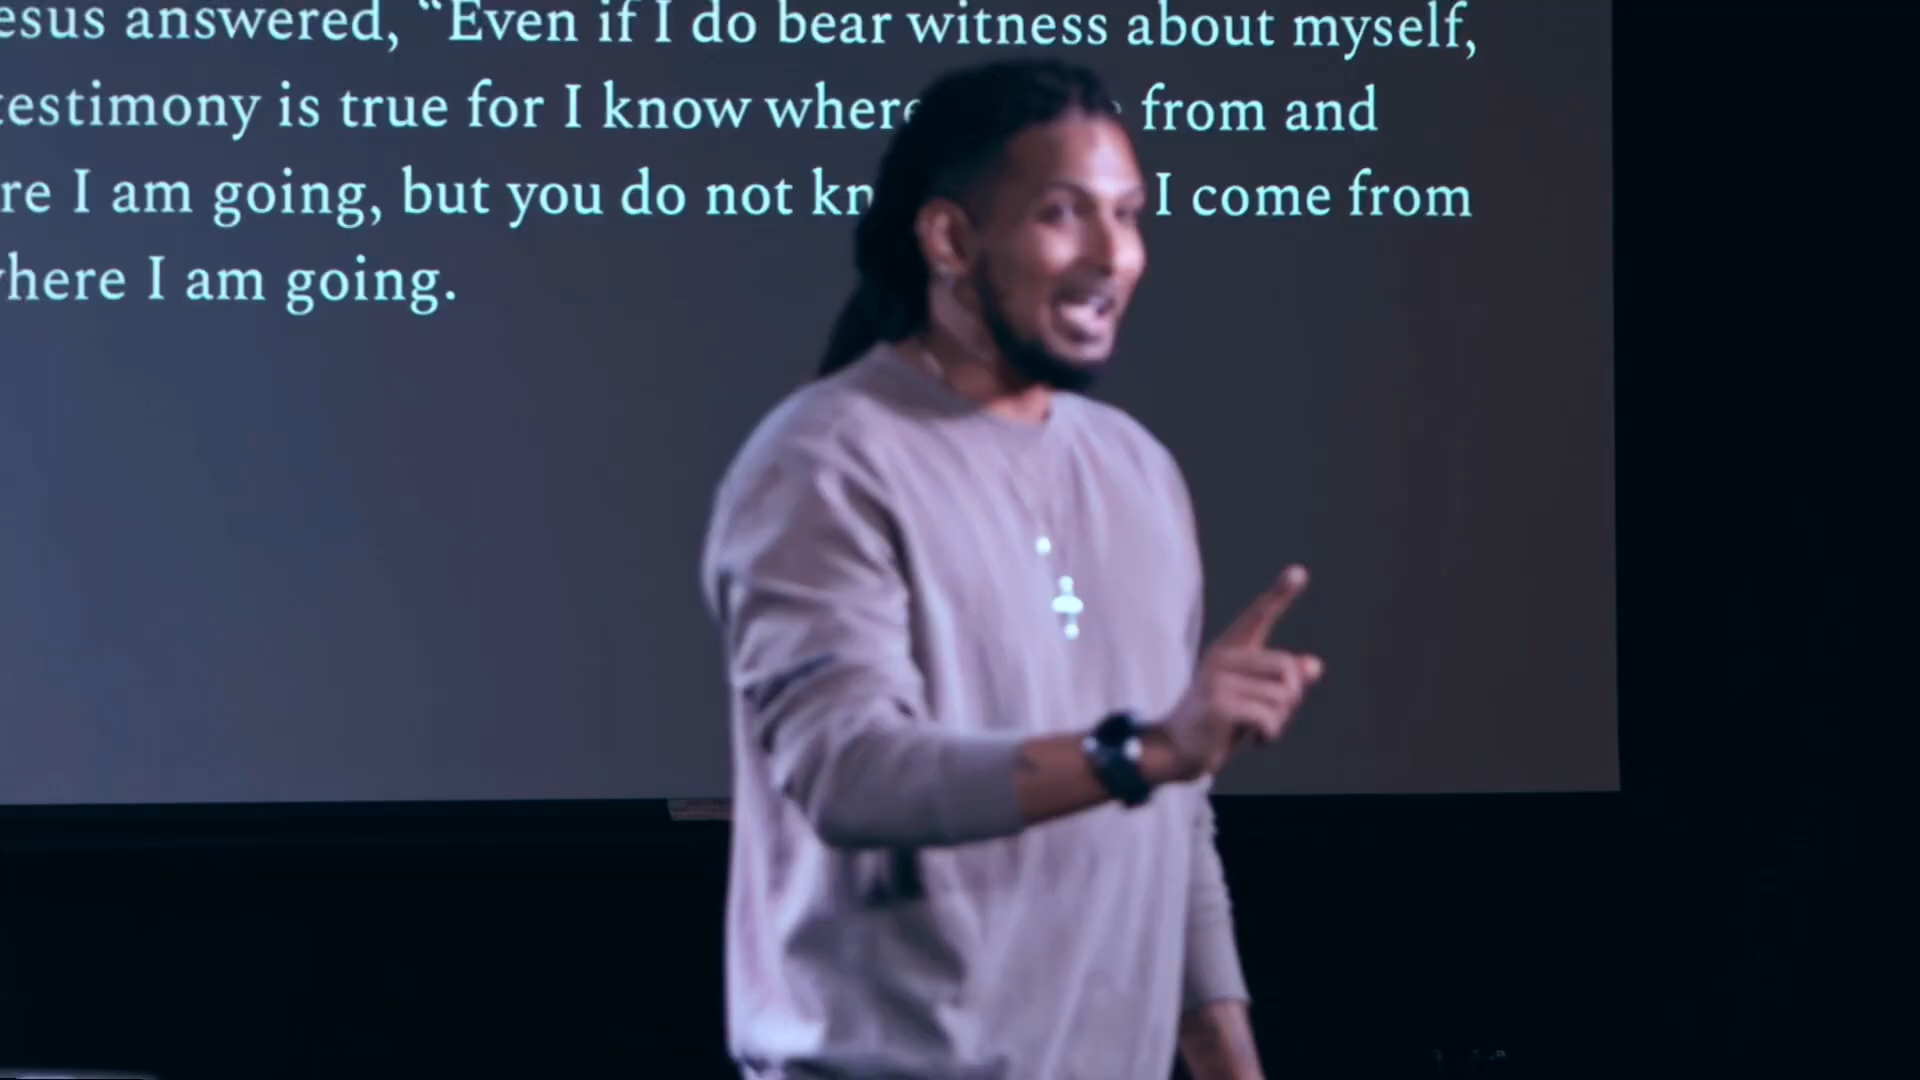 esus answered, “Even if I do bear witness about myself,
testimony is true for I know where from and
re I am going, but you do not kn I come from
where I am going.